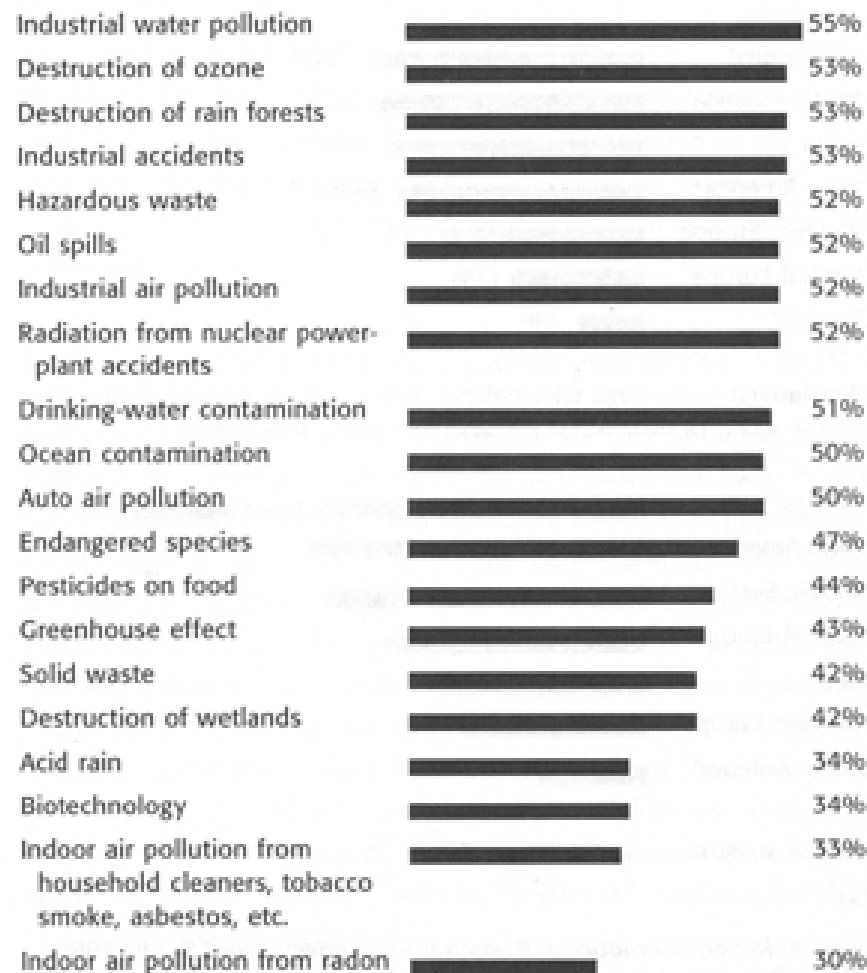 Industrial water pollution 55%
Destruction of ozone 53%
Destruction of rain forests 53%
Industrial accidents 53%
Hazardous waste 52%
Oil spills 52%
Industrial air pollution 52%
Radiation from nuclear power- 52%
plant accidents
Drinking-water contamination 51%
Ocean contamination 50%
Auto air pollution 50%
Endangered species 47%
Pesticides on food 44%
Greenhouse effect 43%
Solid waste 42%
Destruction of wetlands 42%
Acid rain 34%
Biotechnology 34%
Indoor air pollution from 33%
household cleaners, tobacco
smoke, asbestos, etc.
Indoor air pollution from radon 30%